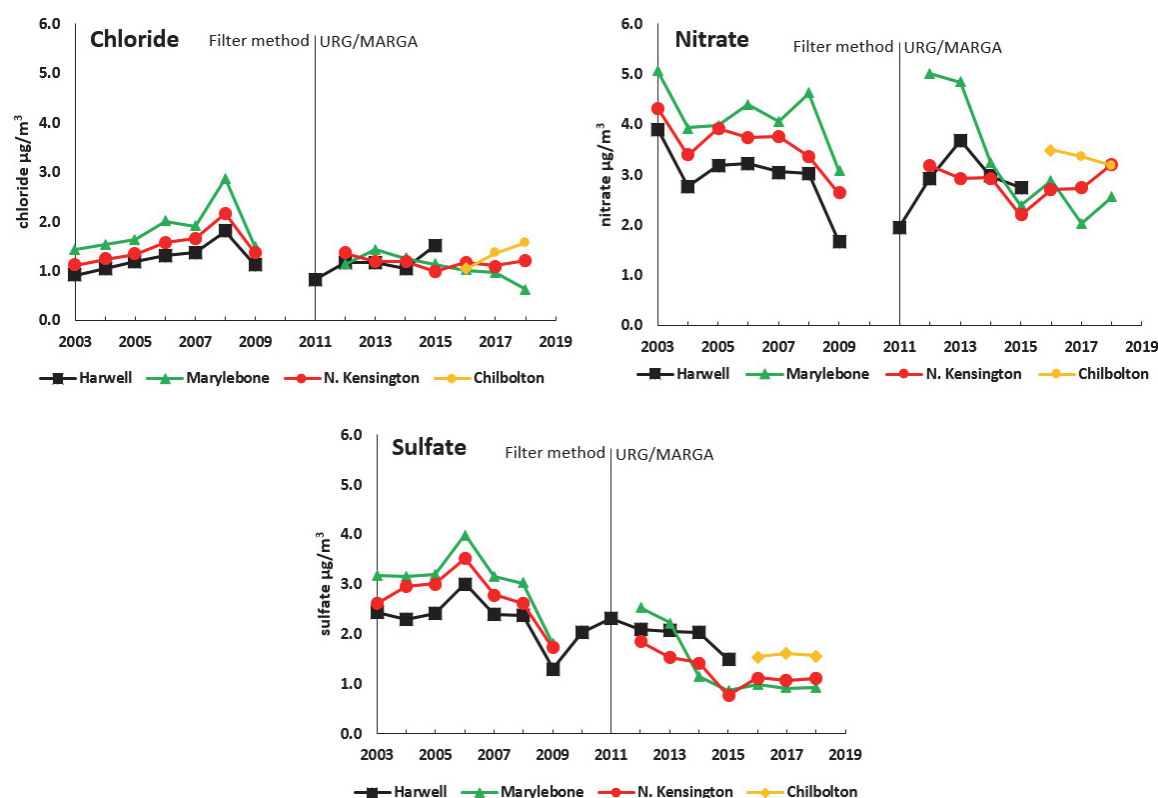 Chloride
Filter method URG/MARGA
chloride µg/m³
6.0
5.0
4.0
3.0
2.0
1.0
0.0
2003 2005 2007 2009 2011 2013 2015 2017 2019
Harwell Marylebone N. Kensington Chilbolton
Nitrate
Filter method URG/MARGA
nitrate µg/m³
6.0
5.0
4.0
3.0
2.0
1.0
0.0
2003 2005 2007 2009 2011 2013 2015 2017 2019
Harwell Marylebone N. Kensington Chilbolton
Sulfate
Filter method URG/MARGA
sulfate µg/m³
6.0
5.0
4.0
3.0
2.0
1.0
0.0
2003 2005 2007 2009 2011 2013 2015 2017 2019
Harwell Marylebone N. Kensington Chilbolton